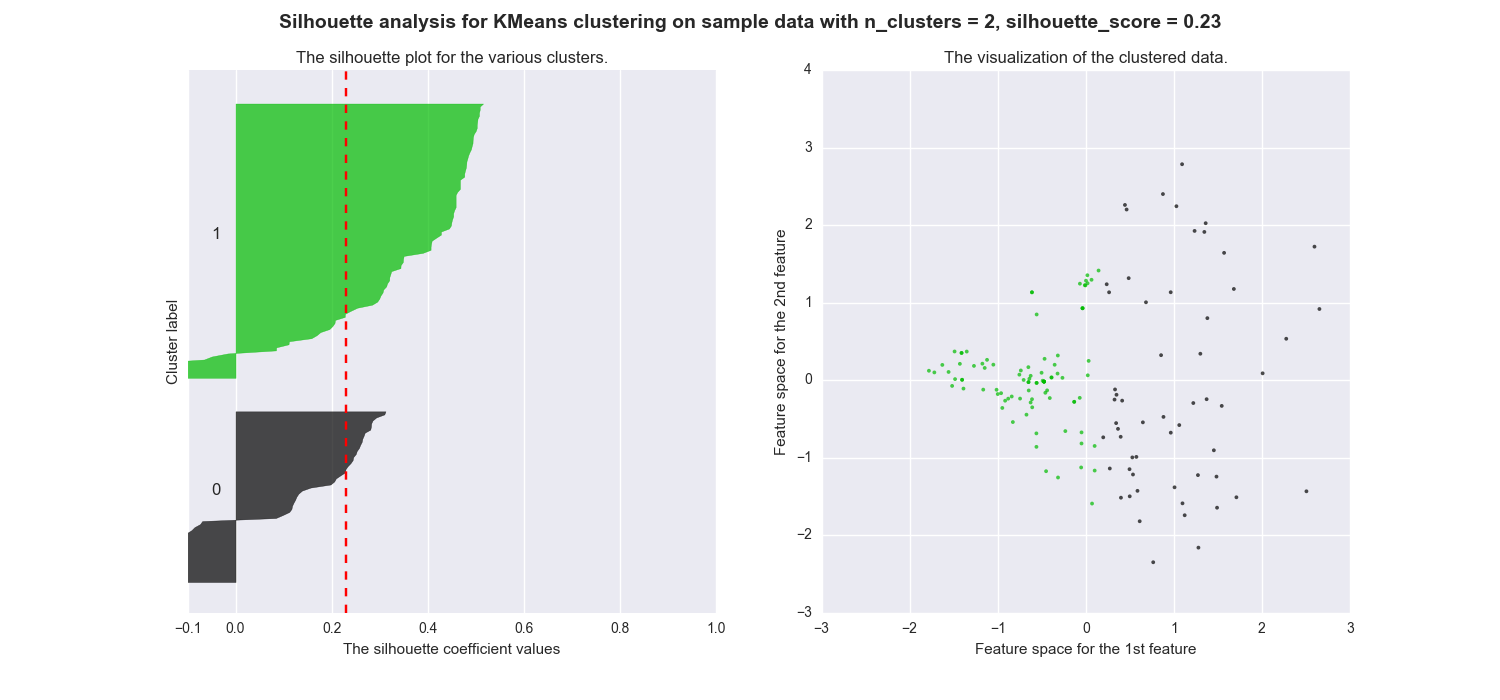 Silhouette analysis for KMeans clustering on sample data with n_clusters = 2, silhouette_score = 0.23
The silhouette plot for the various clusters.
Cluster label
1
0
−0.1 0.0 0.2 0.4 0.6 0.8 1.0
The silhouette coefficient values
The visualization of the clustered data.
Feature space for the 2nd feature
4
3
2
1
0
−1
−2
−3
−3 −2 −1 0 1 2 3
Feature space for the 1st feature